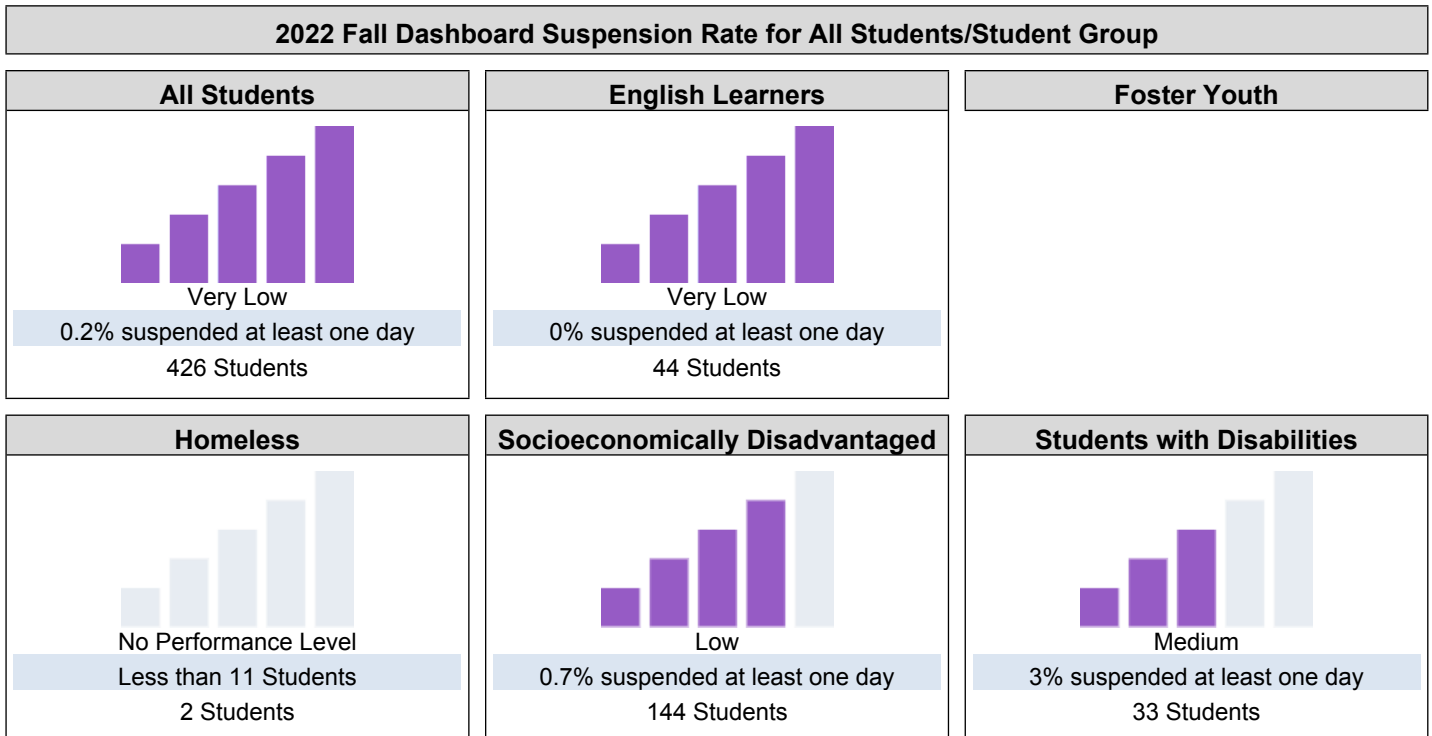 2022 Fall Dashboard Suspension Rate for All Students/Student Group
All Students
Very Low
0.2% suspended at least one day
426 Students
English Learners
Very Low
0% suspended at least one day
44 Students
Foster Youth
Homeless
No Performance Level
Less than 11 Students
2 Students
Socioeconomically Disadvantaged
Low
0.7% suspended at least one day
144 Students
Students with Disabilities
Medium
3% suspended at least one day
33 Students